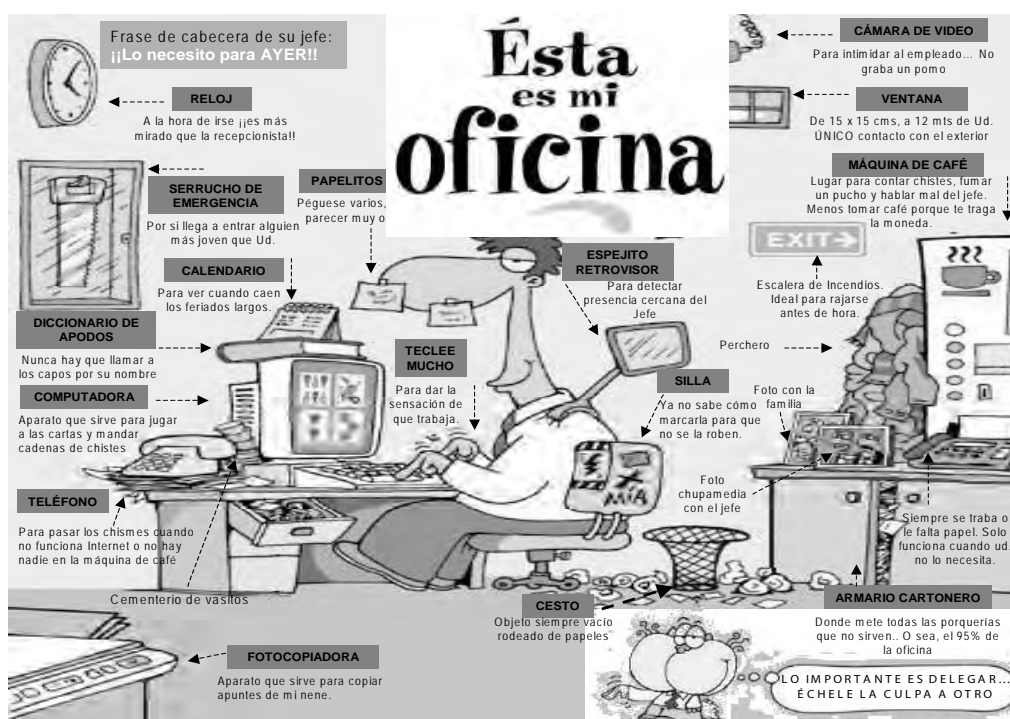 Frase de cabecera de su jefe:
¡¡Lo necesito para AYER!!
Ésta
es mi
oficina
CÁMARA DE VIDEO
Para intimidar al empleado... No
graba un pomo
RELOJ
A la hora de irse ¡¡es más
mirado que la recepcionista!!
VENTANA
De 15 x 15 cms, a 12 mts de Ud.
ÚNICO contacto con el exterior
SERRUCHO DE
EMERGENCIA
Por si llega a entrar alguien
más joven que Ud.
PAPELITOS
Péguese varios,
parecer muy o
MÁQUINA DE CAFÉ
Lugar para contar chistes, fumar
un pucho y hablar mal del jefe.
Menos tomar café porque te traga
la moneda.
EXIT
CALENDARIO
Para ver cuando caen
los feriados largos.
ESPEJITO
RETROVISOR
Para detectar
presencia cercana del
Jefe
Escalera de Incendios.
Ideal para rajarse
antes de hora.
DICCIONARIO DE
APODOS
Nunca hay que llamar a
los capos por su nombre
TECLEE
MUCHO
Para dar la
sensación de
que trabaja.
Perchero
COMPUTADORA
Aparato que sirve para jugar
a las cartas y mandar
cadenas de chistes
SILLA
Ya no sabe cómo
marcarla para que
no se la roben.
MÍA
Foto con la
familia
Foto
chupamedia
con el jefe
TELÉFONO
Para pasar los chismes cuando
no funciona Internet o no hay
nadie en la máquina de café
Siempre se traba o
le falta papel. Solo
funciona cuando ud.
no lo necesita.
Cementerio de vasitos
CESTO
Objeto siempre vacío
rodeado de papeles
ARMARIO CARTONERO
Donde mete todas las porquerías
que no sirven.. O sea, el 95% de
la oficina
FOTOCOPIADORA
Aparato que sirve para copiar
apuntes de mi nene.
LO IMPORTANTE ES DELEGAR...
ÉCHELE LA CULPA A OTRO